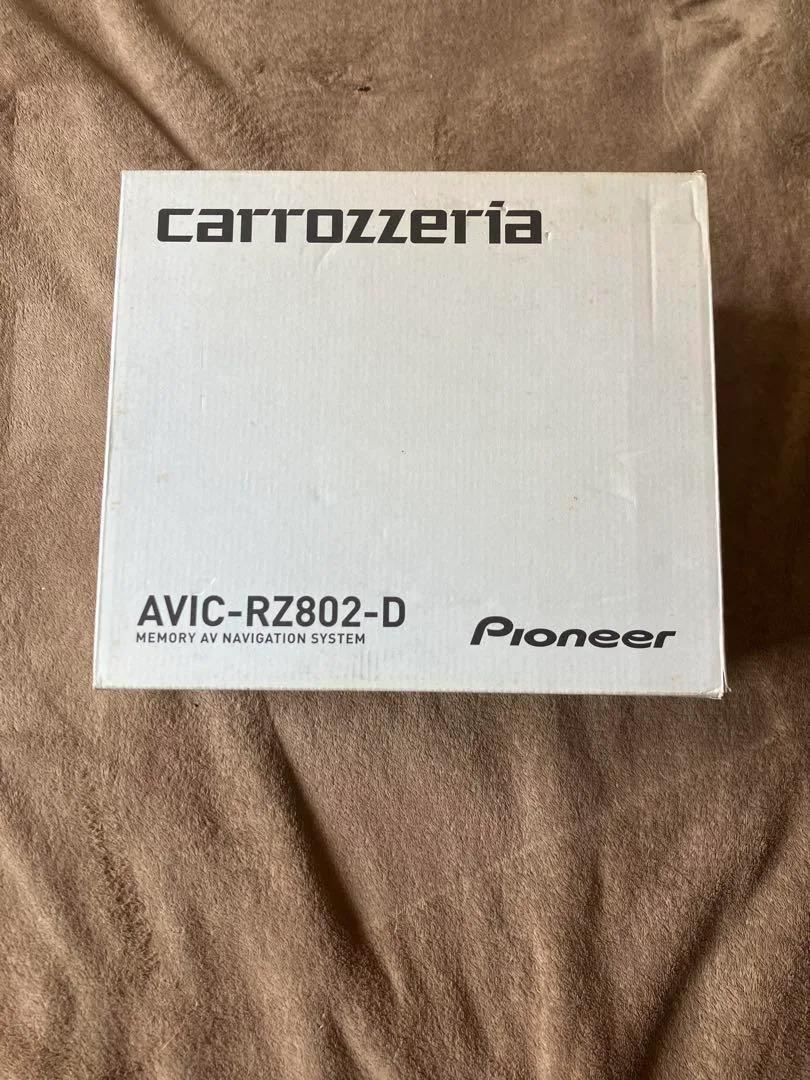 carrozzeria
AVIC-RZ802-D
MEMORY AV NAVIGATION SYSTEM
Pioneer